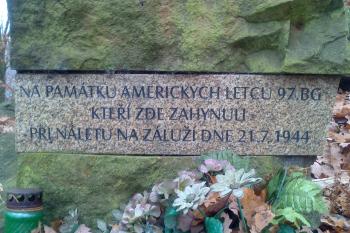 NA PAMÁTKU AMERICKÝCH LETCŮ 97.BG
KTEŘÍ ZDE ZAHYNULI
PŘI NÁLETU NA ZÁLUŽÍ DNE 21.7.1944